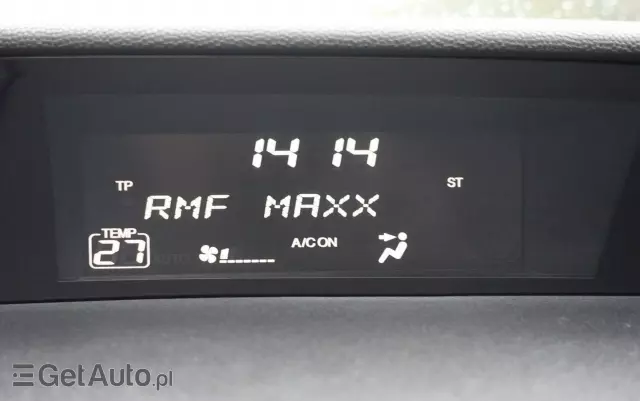 14 14
TP
ST
RMF MAXX
TEMP
27
A/C ON
GetAuto.pl